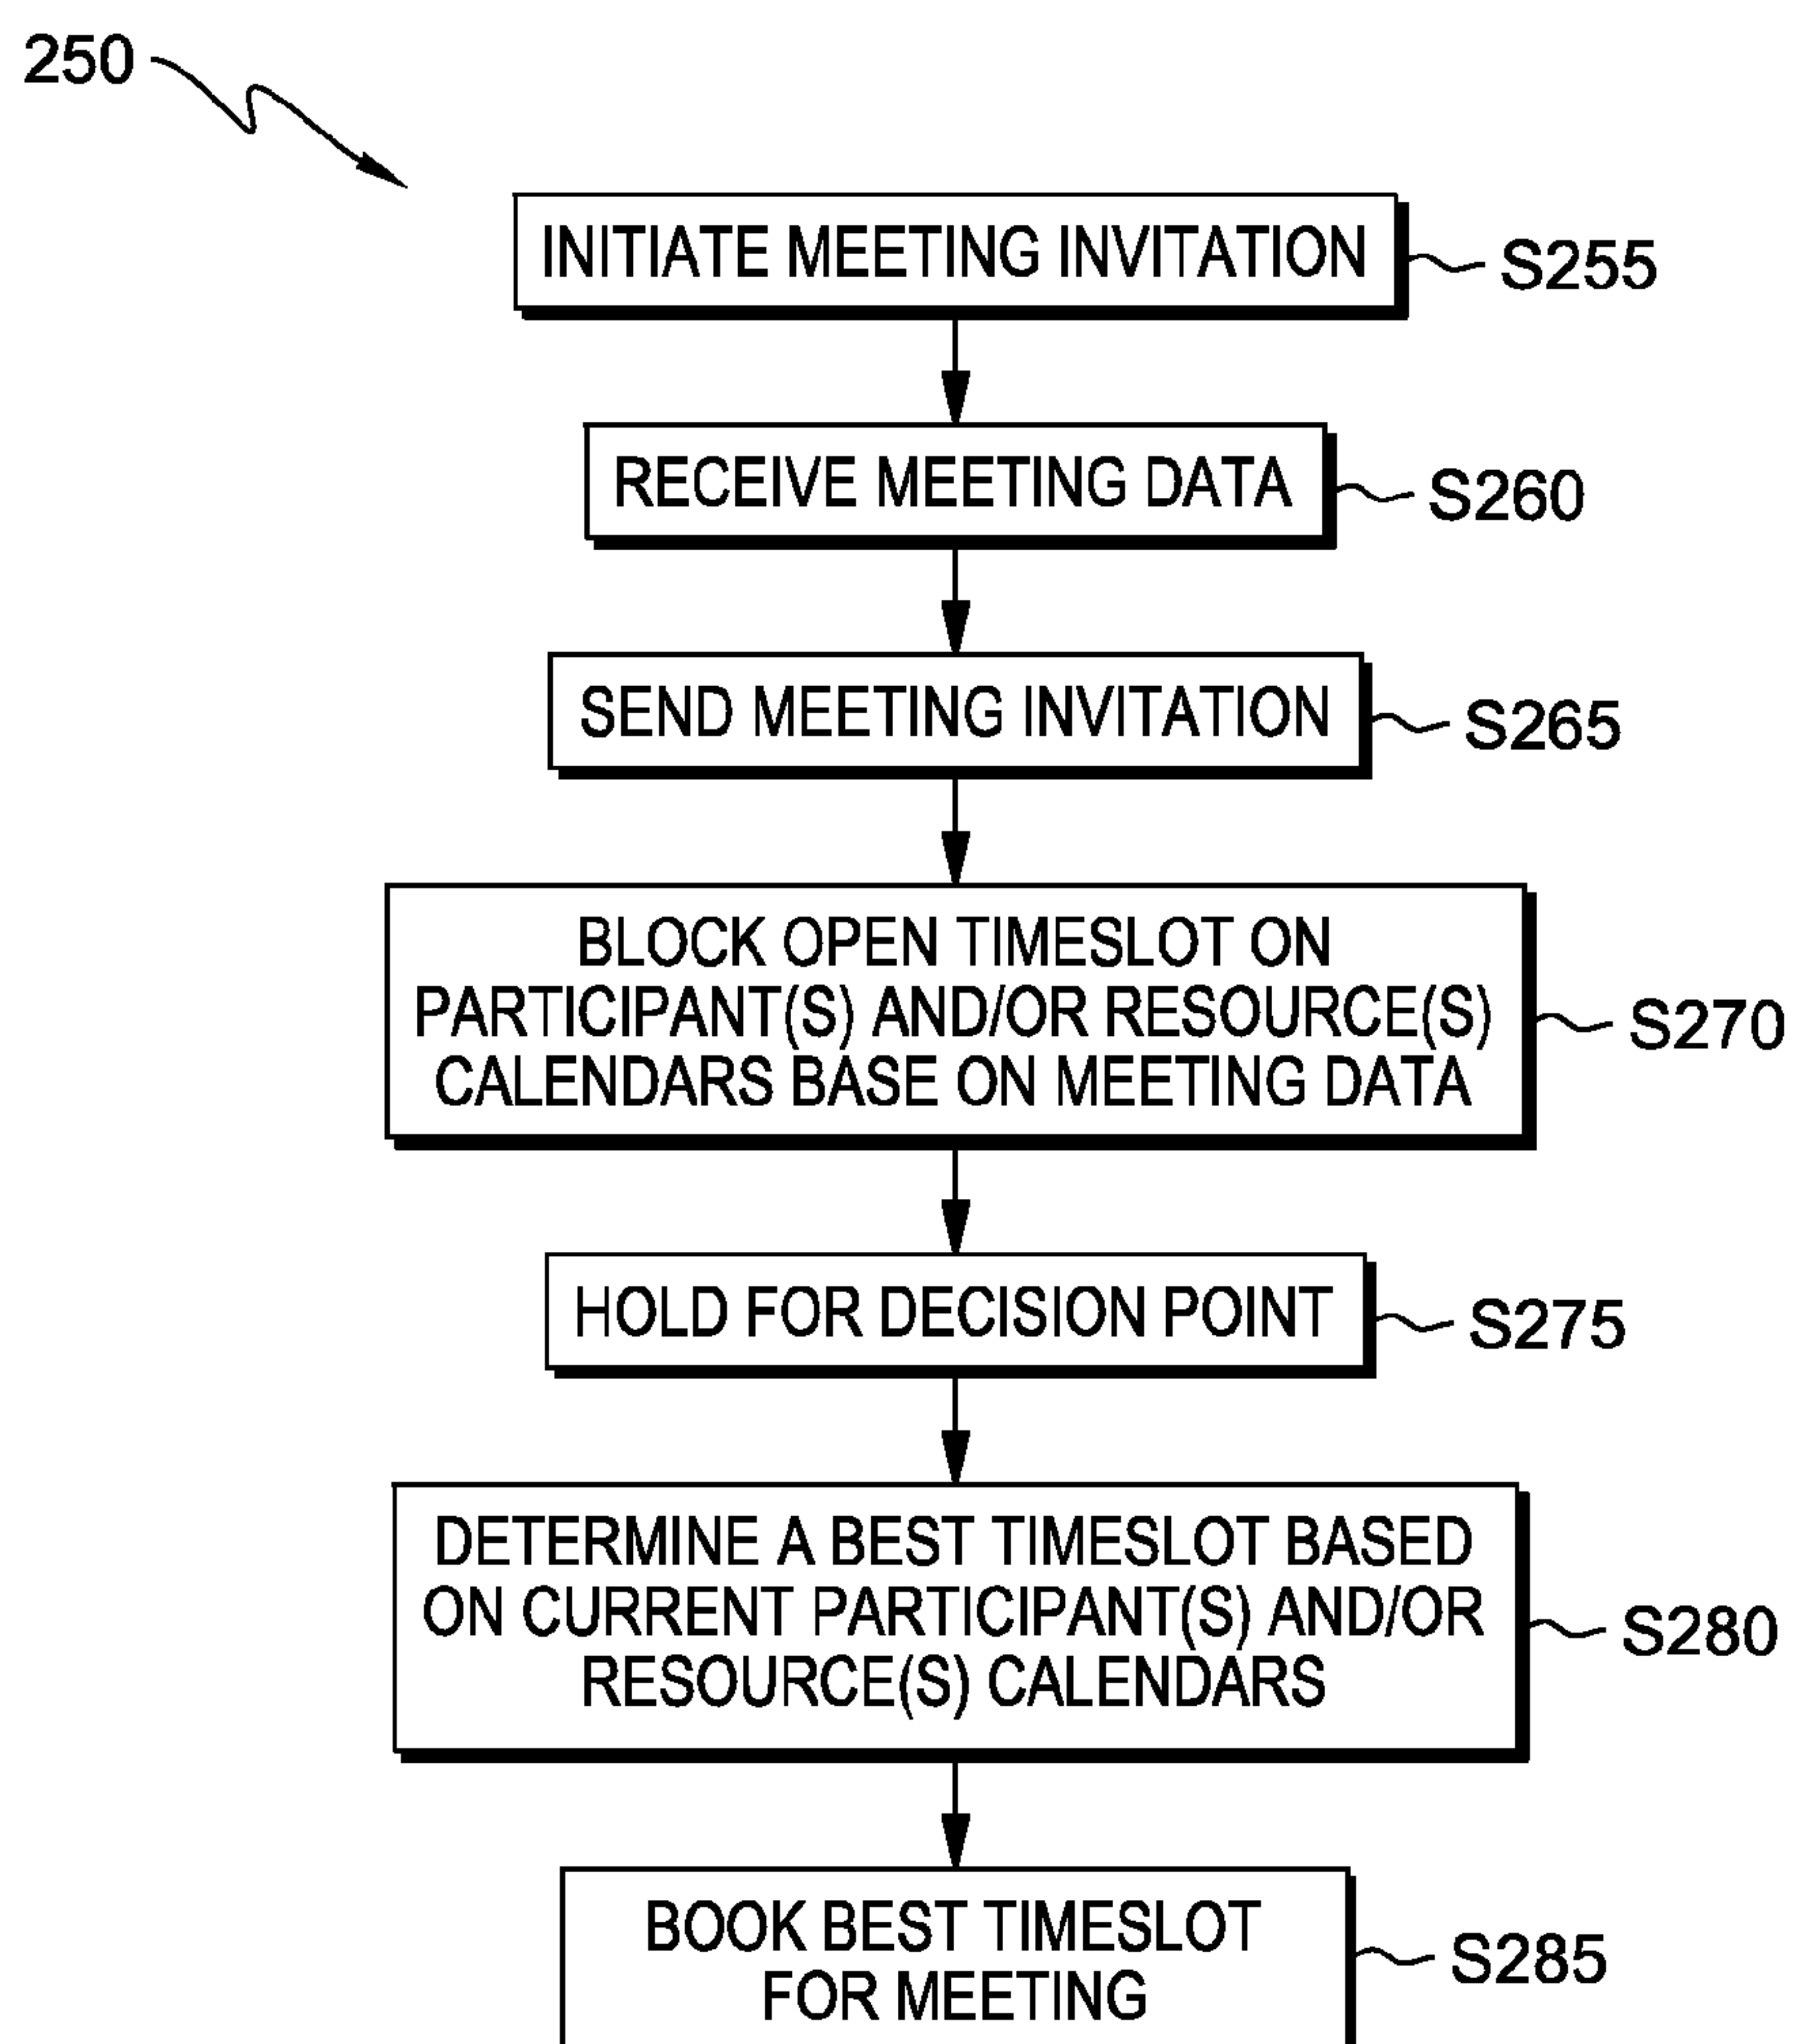 250
INITIATE MEETING INVITATION
S255
RECEIVE MEETING DATA
S260
SEND MEETING INVITATION
S265
BLOCK OPEN TIMESLOT ON
PARTICIPANT(S) AND/OR RESOURCE(S)
CALENDARS BASE ON MEETING DATA
S270
HOLD FOR DECISION POINT
S275
DETERMINE A BEST TIMESLOT BASED
ON CURRENT PARTICIPANT(S) AND/OR
RESOURCE(S) CALENDARS
S280
BOOK BEST TIMESLOT
FOR MEETING
S285